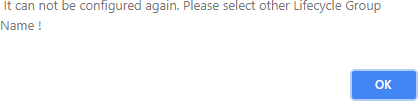 It can not be configured again. Please select other Lifecycle Group
Name !
OK